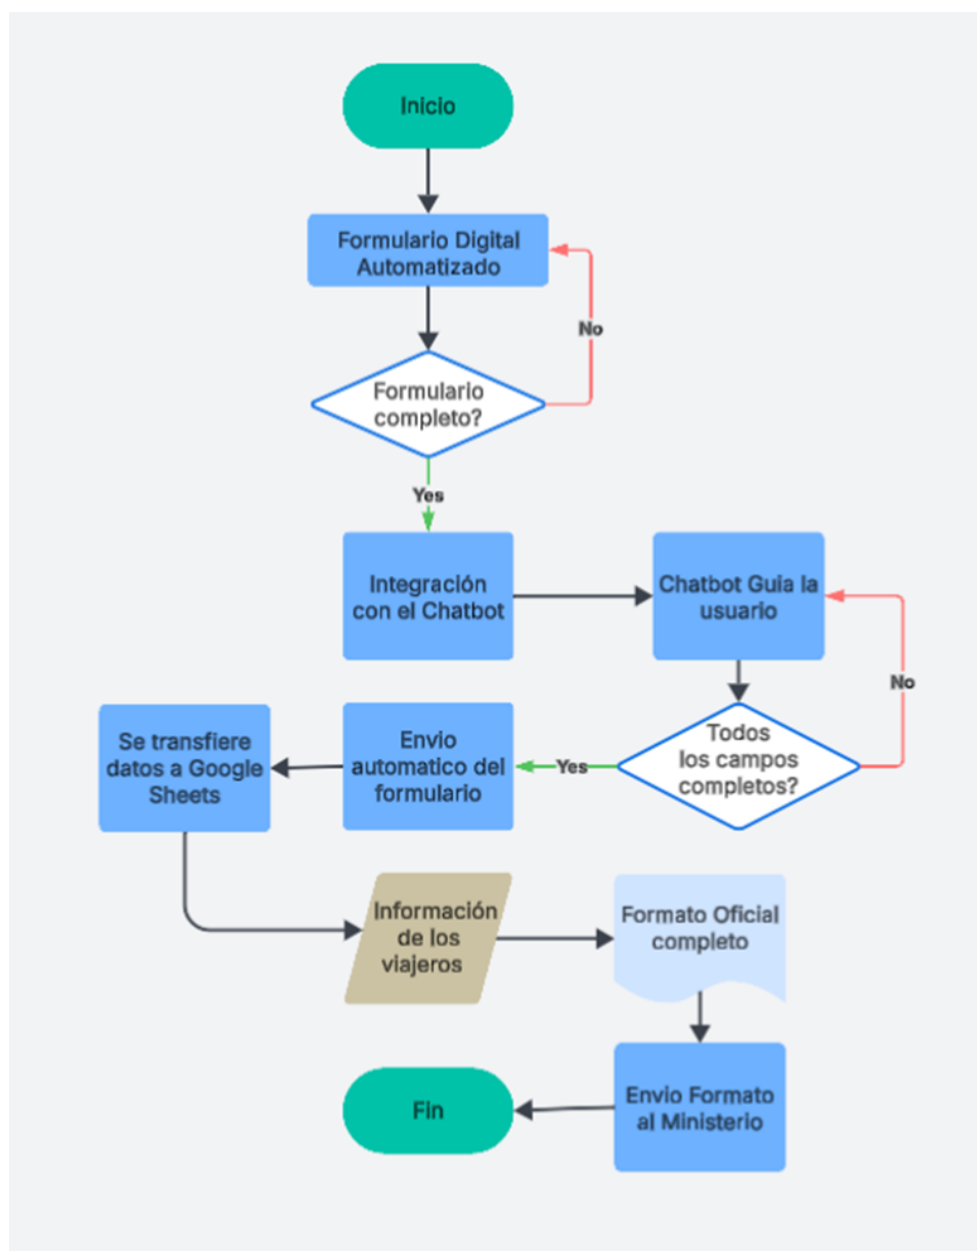 Inicio
Formulario Digital
Automatizado
No
Formulario
completo?
Yes
Integración
con el Chatbot
Chatbot Guia la
usuario
No
Todos
los campos
completos?
Yes
Envio
automatico del
formulario
Se transfiere
datos a Google
Sheets
Información
de los
viajeros
Formato Oficial
completo
Envio Formato
al Ministerio
Fin